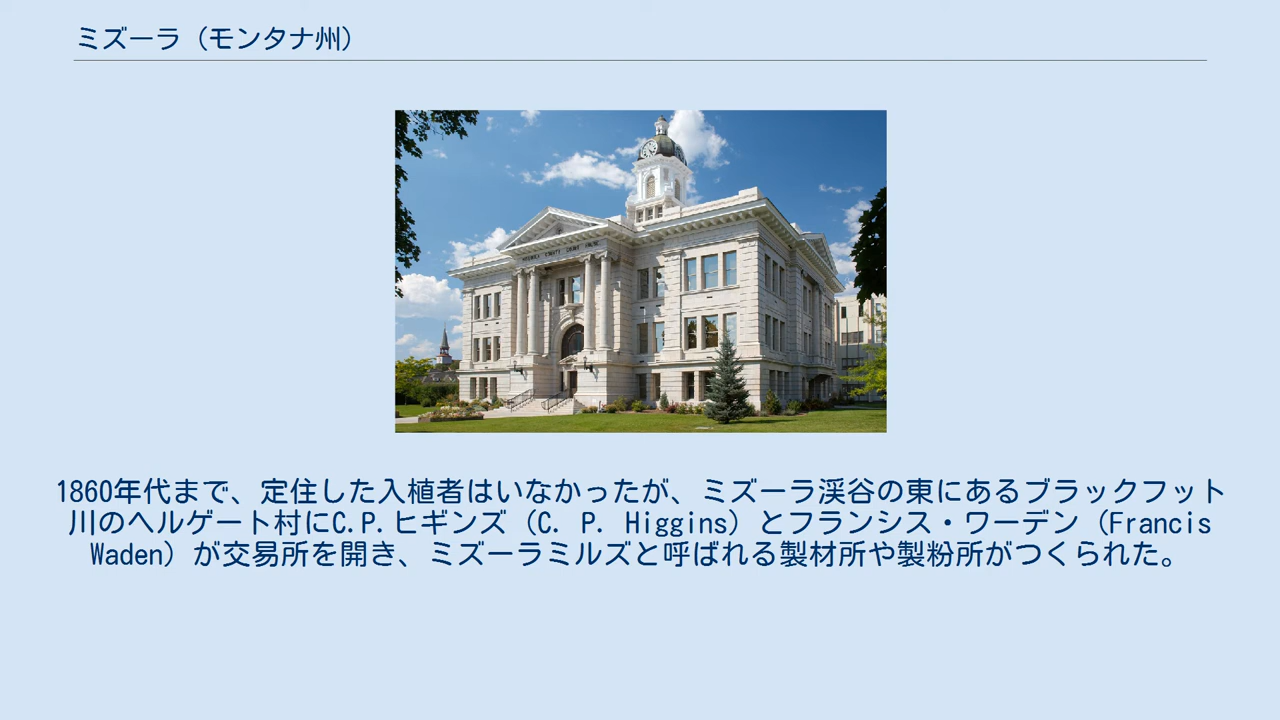 ミズーラ（モンタナ州）
1860年代まで、定住した入植者はいなかったが、ミズーラ渓谷の東にあるブラックフット
川のヘルゲート村にC.P.ヒギンズ（C. P. Higgins）とフランシス・ワーデン（Francis
Waden）が交易所を開き、ミズーラミルズと呼ばれる製材所や製粉所がつくられた。